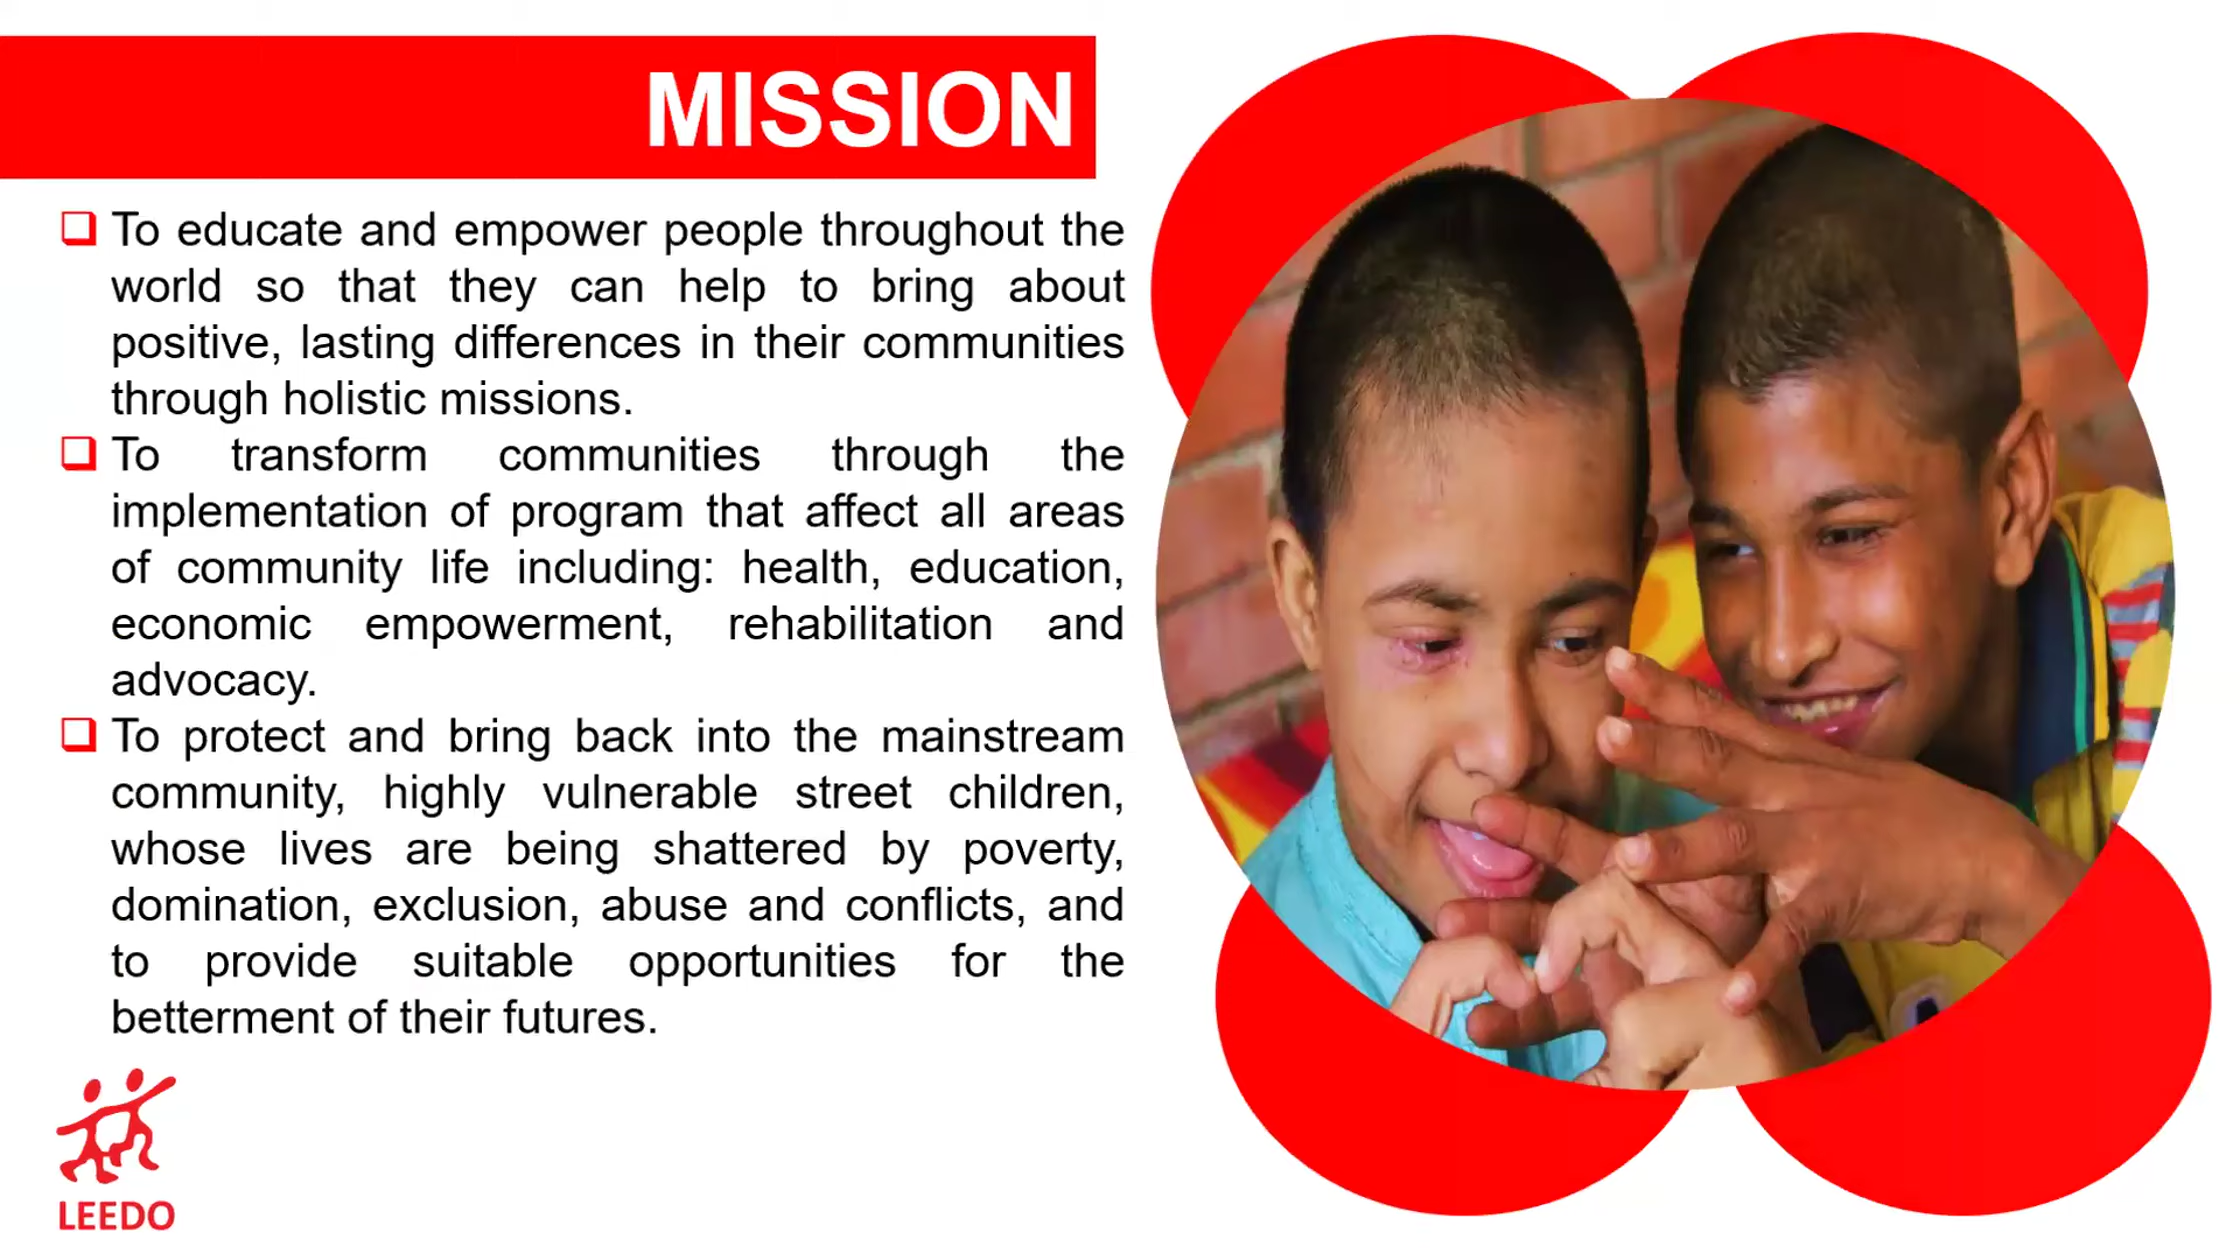 MISSION
To educate and empower people throughout the
world so that they can help to bring about
positive, lasting differences in their communities
through holistic missions.
To transform communities through the
implementation of program that affect all areas
of community life including: health, education,
economic empowerment, rehabilitation and
advocacy.
To protect and bring back into the mainstream
community, highly vulnerable street children,
whose lives are being shattered by poverty,
domination, exclusion, abuse and conflicts, and
to provide suitable opportunities for the
betterment of their futures.
LEEDO